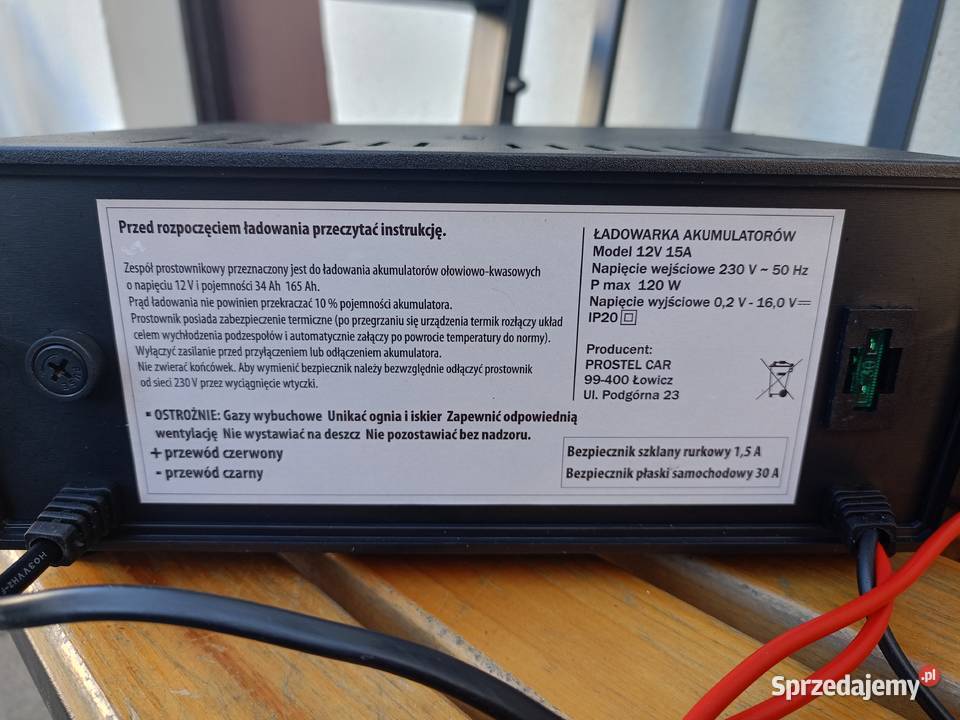 Przed rozpoczęciem ładowania przeczytać instrukcję.
Zespół prostownikowy przeznaczony jest do ładowania akumulatorów ołowiowo-kwasowych
o napięciu 12 V i pojemności 34 Ah 165 Ah.
Prąd ładowania nie powinien przekraczać 10 % pojemności akumulatora.
Prostownik posiada zabezpieczenie termiczne (po przegraniu się urządzenia termik rozłączy układ
celem wychłodzenia podzespołów i automatycznie załączy po powrocie temperatury do normy).
Wyłączyć zasilanie przed przyłączeniem lub odłączeniem akumulatora.
Nie zwierać końcówek. Aby wymienić bezpiecznik należy bezwzględnie odłączyć prostownik
od sieci 230 V przez wyciągnięcie wtyczki.
▪ OSTROŻNIE: Gazy wybuchowe Unikać ognia i iskier Zapewnić odpowiednią
wentylację Nie wystawiać na deszcz Nie pozostawiać bez nadzoru.
+ przewód czerwony
- przewód czarny
ŁADOWARKA AKUMULATORÓW
Model 12V 15A
Napięcie wejściowe 230 V ~ 50 Hz
P max 120 W
Napięcie wyjściowe 0,2 V - 16,0 V
IP20
Producent:
PROSTEL CAR
99-400 Łowicz
Ul. Podgórna 23
Bezpiecznik szklany rurkowy 1,5 A
Bezpiecznik płaski samochodowy 30 A
30
FUSE
H03VVH2-F
Sprzedajemy.pl